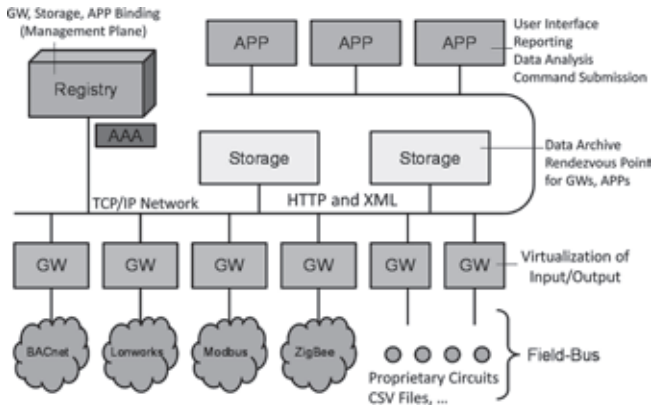 GW, Storage, APP Binding
(Management Plane)
Registry
AAA
APP
APP
APP
User Interface
Reporting
Data Analysis
Command Submission
Storage
Storage
Data Archive
Rendezvous Point
for GWs, APPs
TCP/IP Network
HTTP and XML
GW
GW
GW
GW
GW
GW
Virtualization of
Input/Output
BACnet
Lonworks
Modbus
ZigBee
Proprietary Circuits
CSV Files, ...
Field-Bus